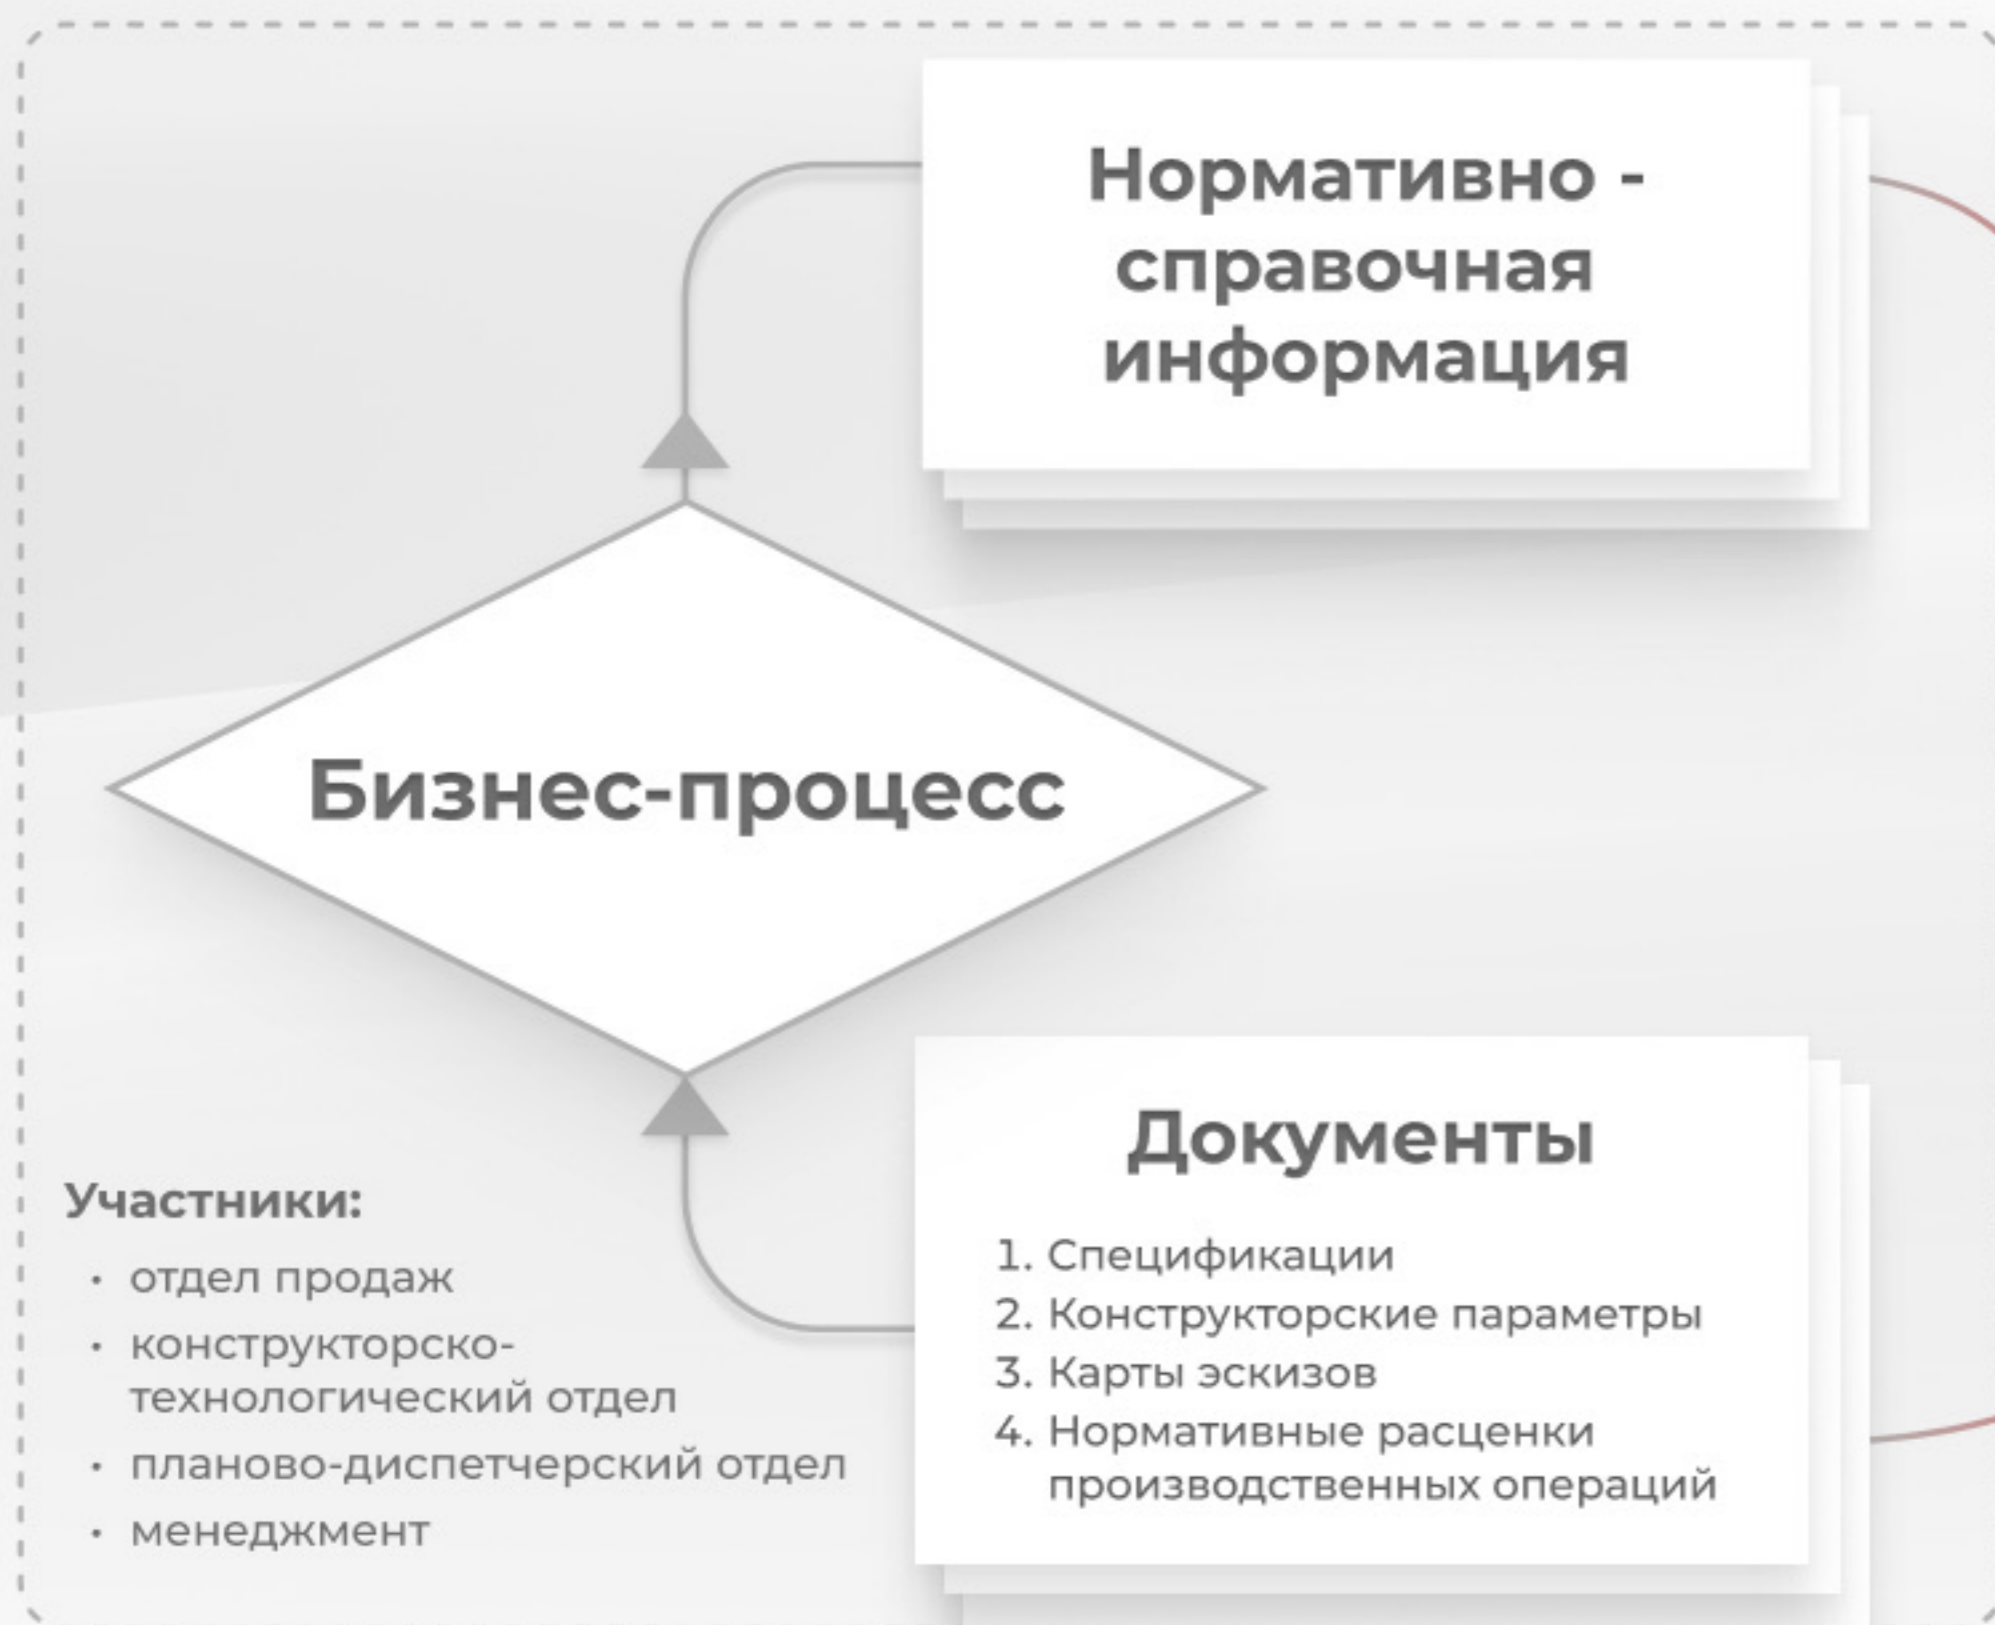 Нормативно -
справочная
информация
Бизнес-процесс
Документы
1. Спецификации
2. Конструкторские параметры
3. Карты эскизов
4. Нормативные расценки
производственных операций
Участники:
• отдел продаж
• конструкторско-
технологический отдел
• планово-диспетчерский отдел
• менеджмент